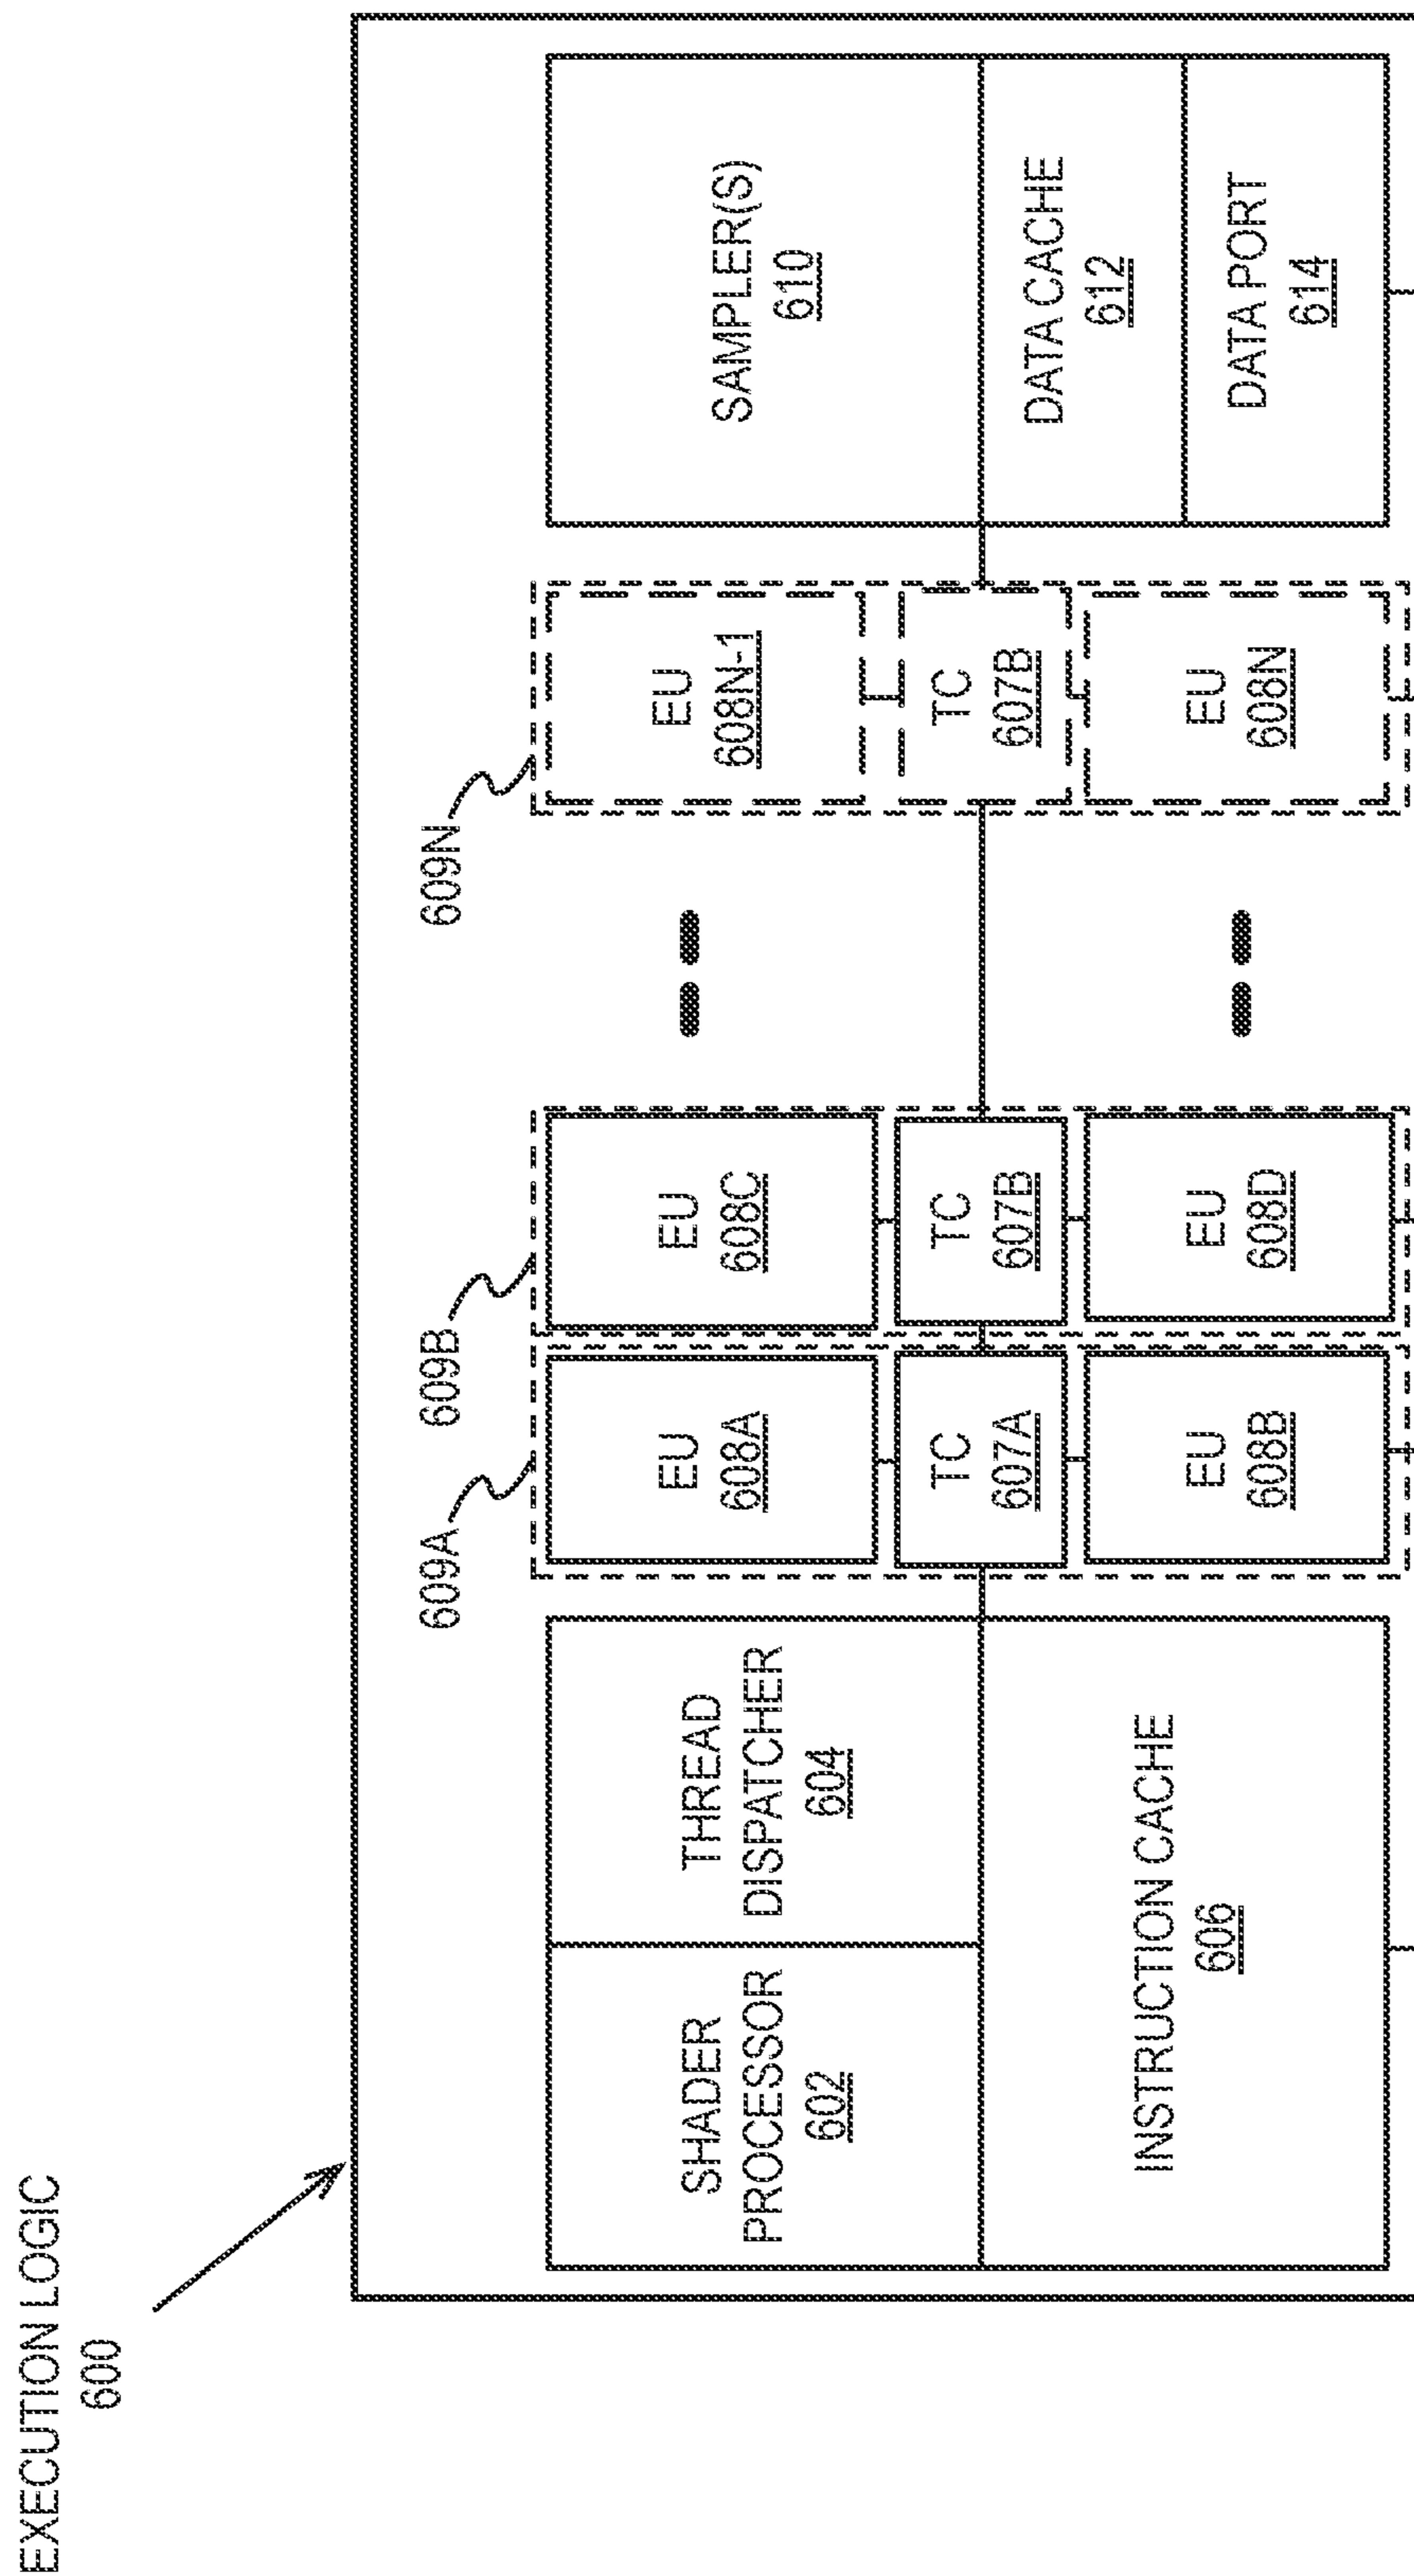 EXECUTION LOGIC
600
609A
609B
609N
SHADER
PROCESSOR
602
THREAD
DISPATCHER
604
INSTRUCTION CACHE
606
EU
608A
TC
607A
EU
608B
EU
608C
TC
607B
EU
608D
EU
608N-1
TC
607B
EU
608N
SAMPLER(S)
610
DATA CACHE
612
DATA PORT
614